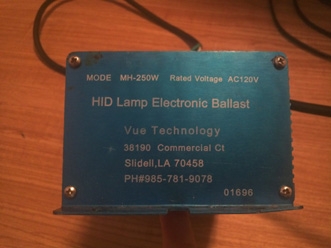 MODE MH-250W Rated Voltage AC120V
HID Lamp Electronic Ballast
Vue Technology
36190 Commercial Ct
Slidell,LA 70458
PH#985-781-9078
01696